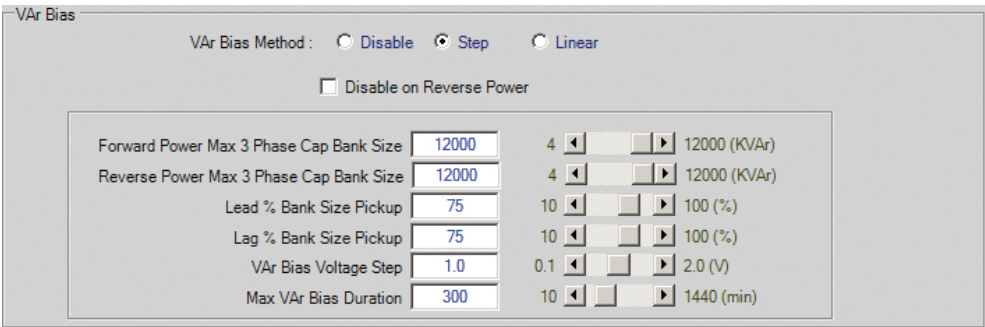 VAr Bias
VAr Bias Method : Disable Step Linear
Disable on Reverse Power
Forward Power Max 3 Phase Cap Bank Size 12000 4 12000 (KVAr)
Reverse Power Max 3 Phase Cap Bank Size 12000 4 12000 (KVAr)
Lead % Bank Size Pickup 75 10 100 (%)
Lag % Bank Size Pickup 75 10 100 (%)
VAr Bias Voltage Step 1.0 0.1 2.0 (V)
Max VAr Bias Duration 300 10 1440 (min)